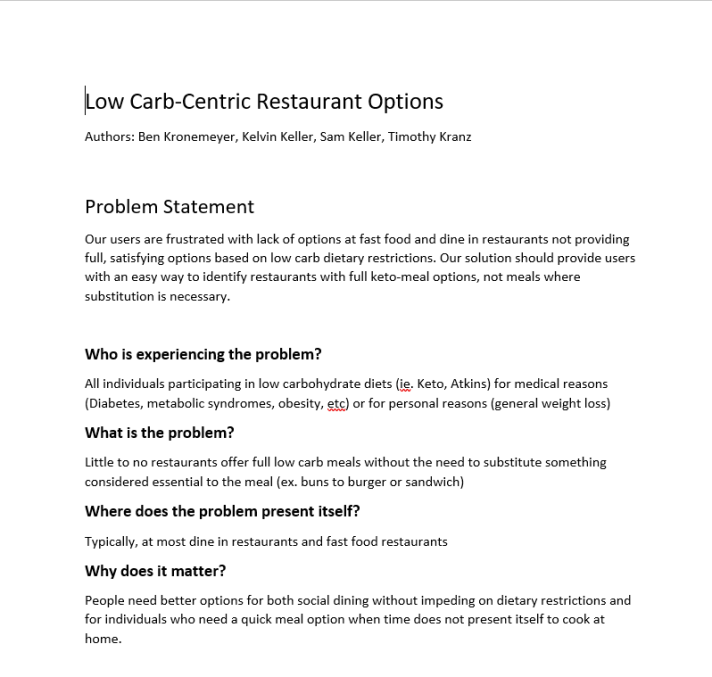 Low Carb-Centric Restaurant Options
Authors: Ben Kronemeyer, Kelvin Keller, Sam Keller, Timothy Kranz
Problem Statement
Our users are frustrated with lack of options at fast food and dine in restaurants not providing
full, satisfying options based on low carb dietary restrictions. Our solution should provide users
with an easy way to identify restaurants with full keto-meal options, not meals where
substitution is necessary.
Who is experiencing the problem?
All individuals participating in low carbohydrate diets (ie. Keto, Atkins) for medical reasons
(Diabetes, metabolic syndromes, obesity, etc) or for personal reasons (general weight loss)
What is the problem?
Little to no restaurants offer full low carb meals without the need to substitute something
considered essential to the meal (ex. buns to burger or sandwich)
Where does the problem present itself?
Typically, at most dine in restaurants and fast food restaurants
Why does it matter?
People need better options for both social dining without impeding on dietary restrictions and
for individuals who need a quick meal option when time does not present itself to cook at
home.